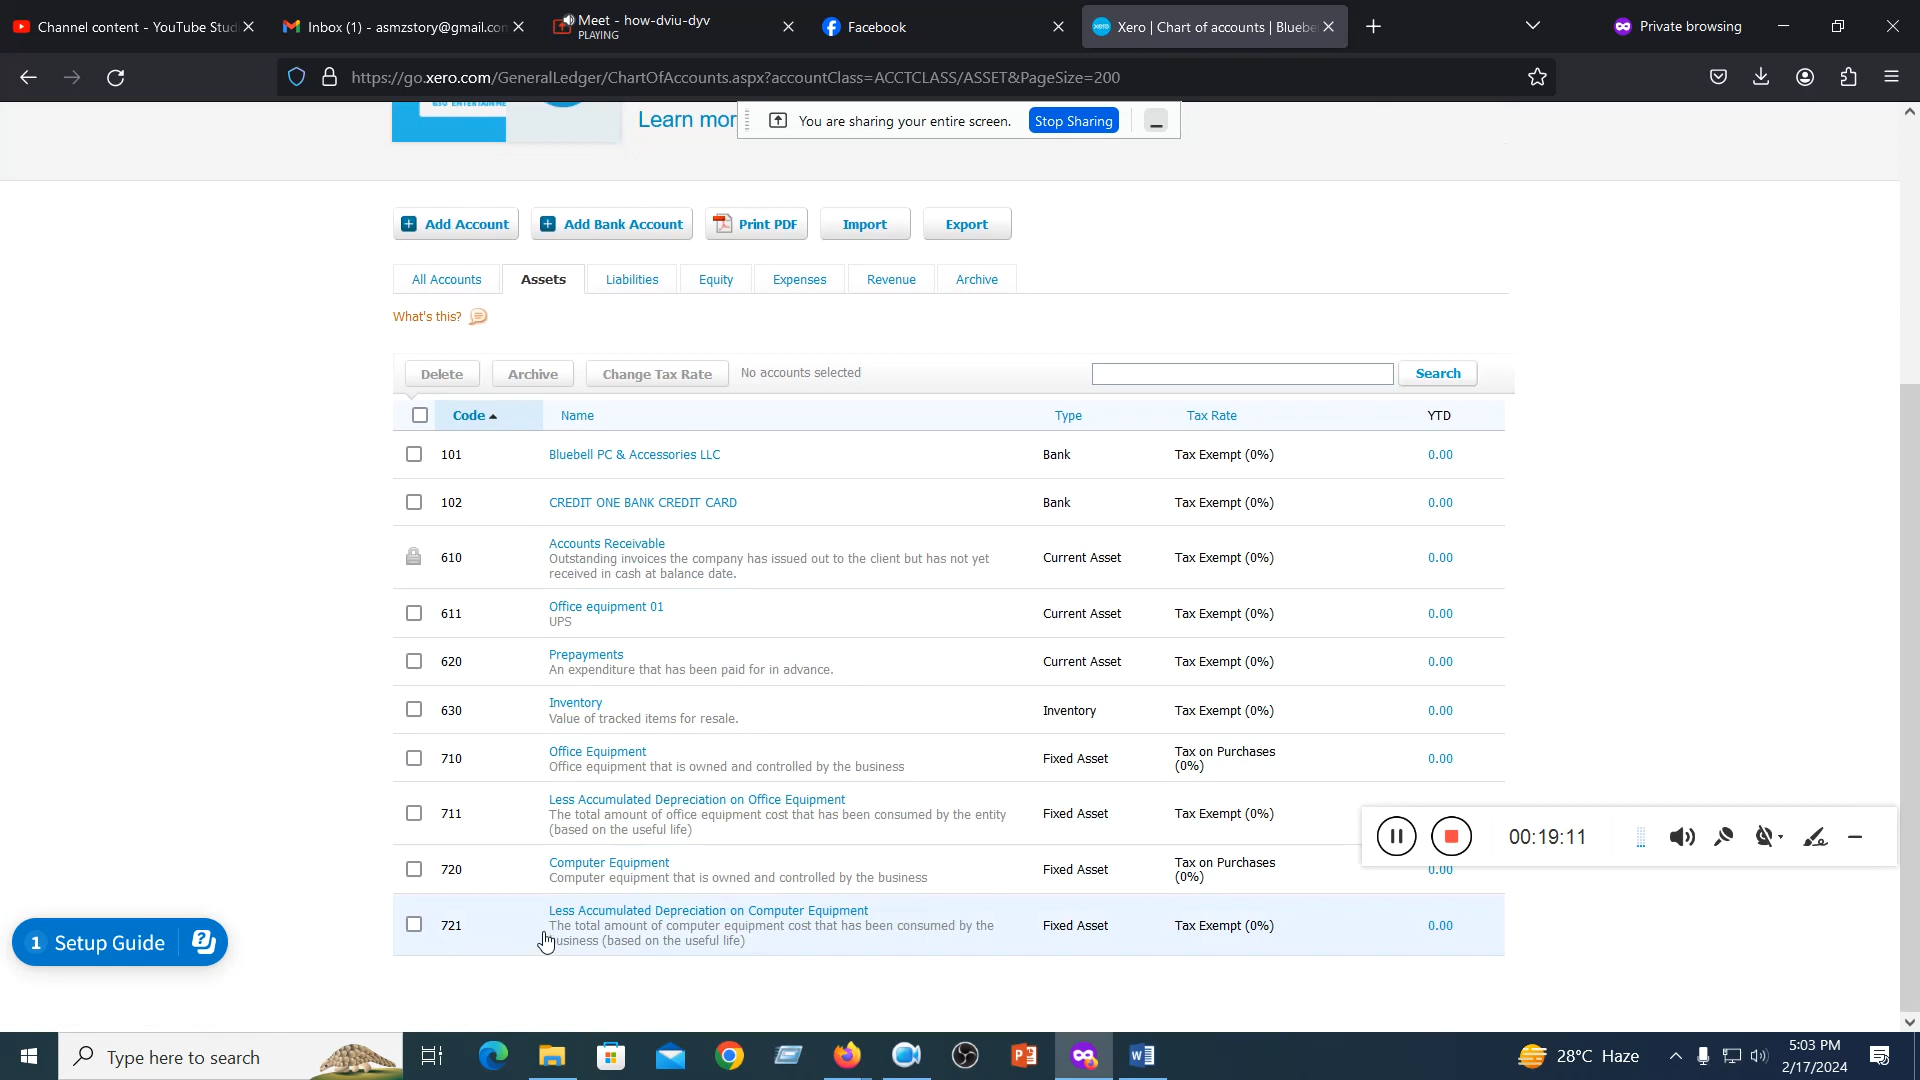 Channel content - YouTube Stud
Inbox (1) - asmzstory@gmail.con
Meet - how-dviu-dyv
PLAYING
Facebook
Xero | Chart of accounts | Bluebe
Private browsing
https://go.xero.com/GeneralLedger/ChartOfAccounts.aspx?accountClass=ACCTCLASS/ASSET&PageSize=200
Learn mor
You are sharing your entire screen.
Stop Sharing
Add Account
Add Bank Account
Print PDF
Import
Export
All Accounts
Assets
Liabilities
Equity
Expenses
Revenue
Archive
What's this?
Delete
Archive
Change Tax Rate
No accounts selected
Search
Code Name Type Tax Rate YTD
101 Bluebell PC & Accessories LLC Bank Tax Exempt (0%) 0.00
102 CREDIT ONE BANK CREDIT CARD Bank Tax Exempt (0%) 0.00
610 Accounts Receivable Current Asset Tax Exempt (0%) 0.00
Outstanding invoices the company has issued out to the client but has not yet
received in cash at balance date.
611 Office equipment 01 Current Asset Tax Exempt (0%) 0.00
UPS
620 Prepayments Current Asset Tax Exempt (0%) 0.00
An expenditure that has been paid for in advance.
630 Inventory Inventory Tax Exempt (0%) 0.00
Value of tracked items for resale.
710 Office Equipment Fixed Asset Tax on Purchases (0%) 0.00
Office equipment that is owned and controlled by the business
711 Less Accumulated Depreciation on Office Equipment Fixed Asset Tax Exempt (0%)
The total amount of office equipment cost that has been consumed by the entity
(based on the useful life)
00:19:11
720 Computer Equipment Fixed Asset Tax on Purchases (0%) 0.00
Computer equipment that is owned and controlled by the business
721 Less Accumulated Depreciation on Computer Equipment Fixed Asset Tax Exempt (0%) 0.00
The total amount of computer equipment cost that has been consumed by the
business (based on the useful life)
1 Setup Guide
Type here to search
28°C Haze
5:03 PM
2/17/2024